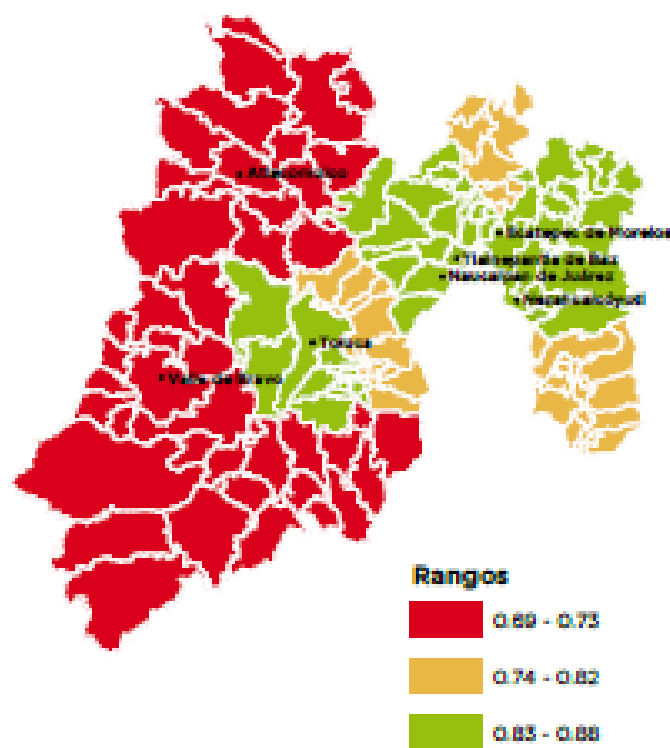 Atlacomulco
Ecatepec de Morelos
Tlalnepantla de Baz
Naucalpan de Juárez
Nezahualcóyotl
Toluca
Valle de Bravo
Rangos
0.69 - 0.73
0.74 - 0.82
0.83 - 0.88